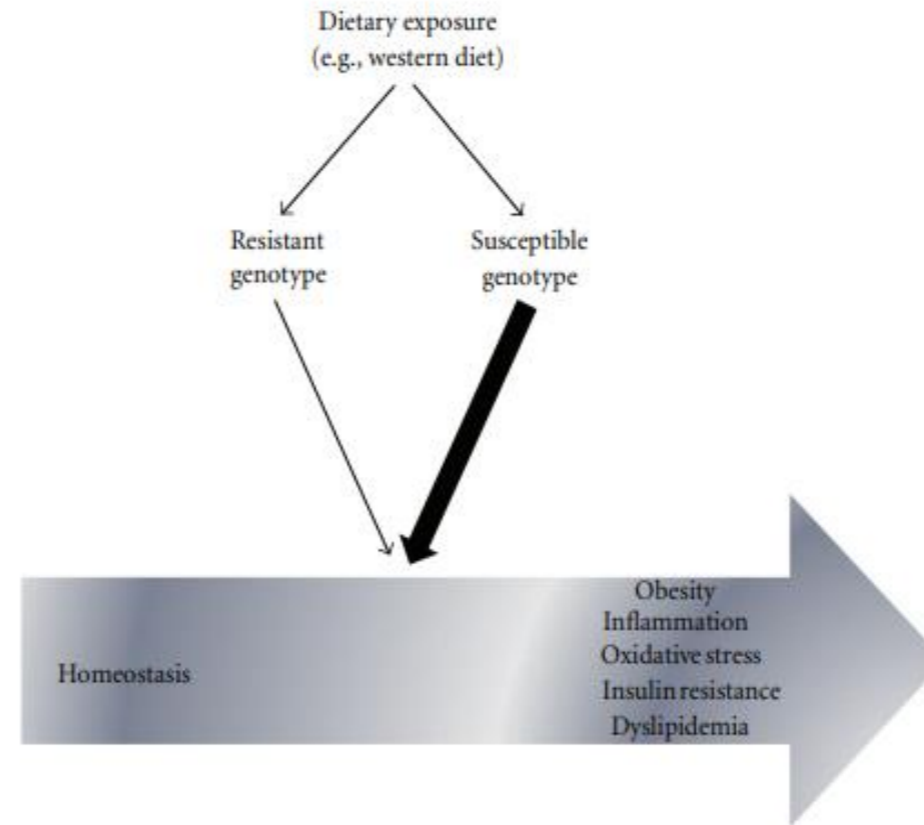 Dietary exposure
(e.g., western diet)
Resistant
genotype
Susceptible
genotype
Homeostasis
Obesity
Inflammation
Oxidative stress
Insulin resistance
Dyslipidemia